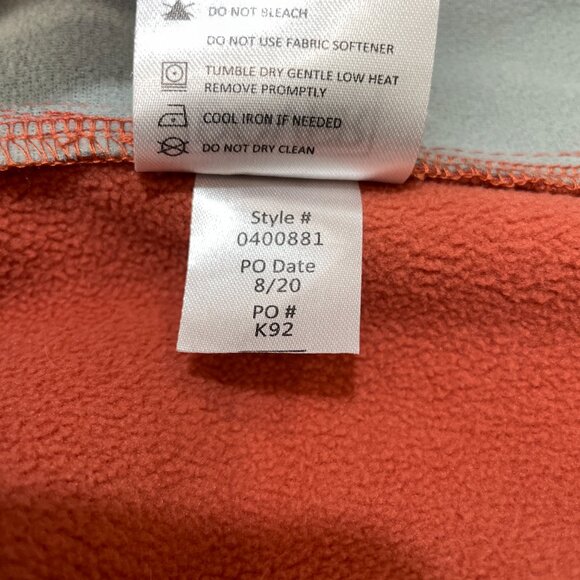 DO NOT BLEACH
DO NOT USE FABRIC SOFTENER
TUMBLE DRY GENTLE LOW HEAT
REMOVE PROMPTLY
COOL IRON IF NEEDED
DO NOT DRY CLEAN
Style #
0400881
PO Date
8/20
PO #
K92